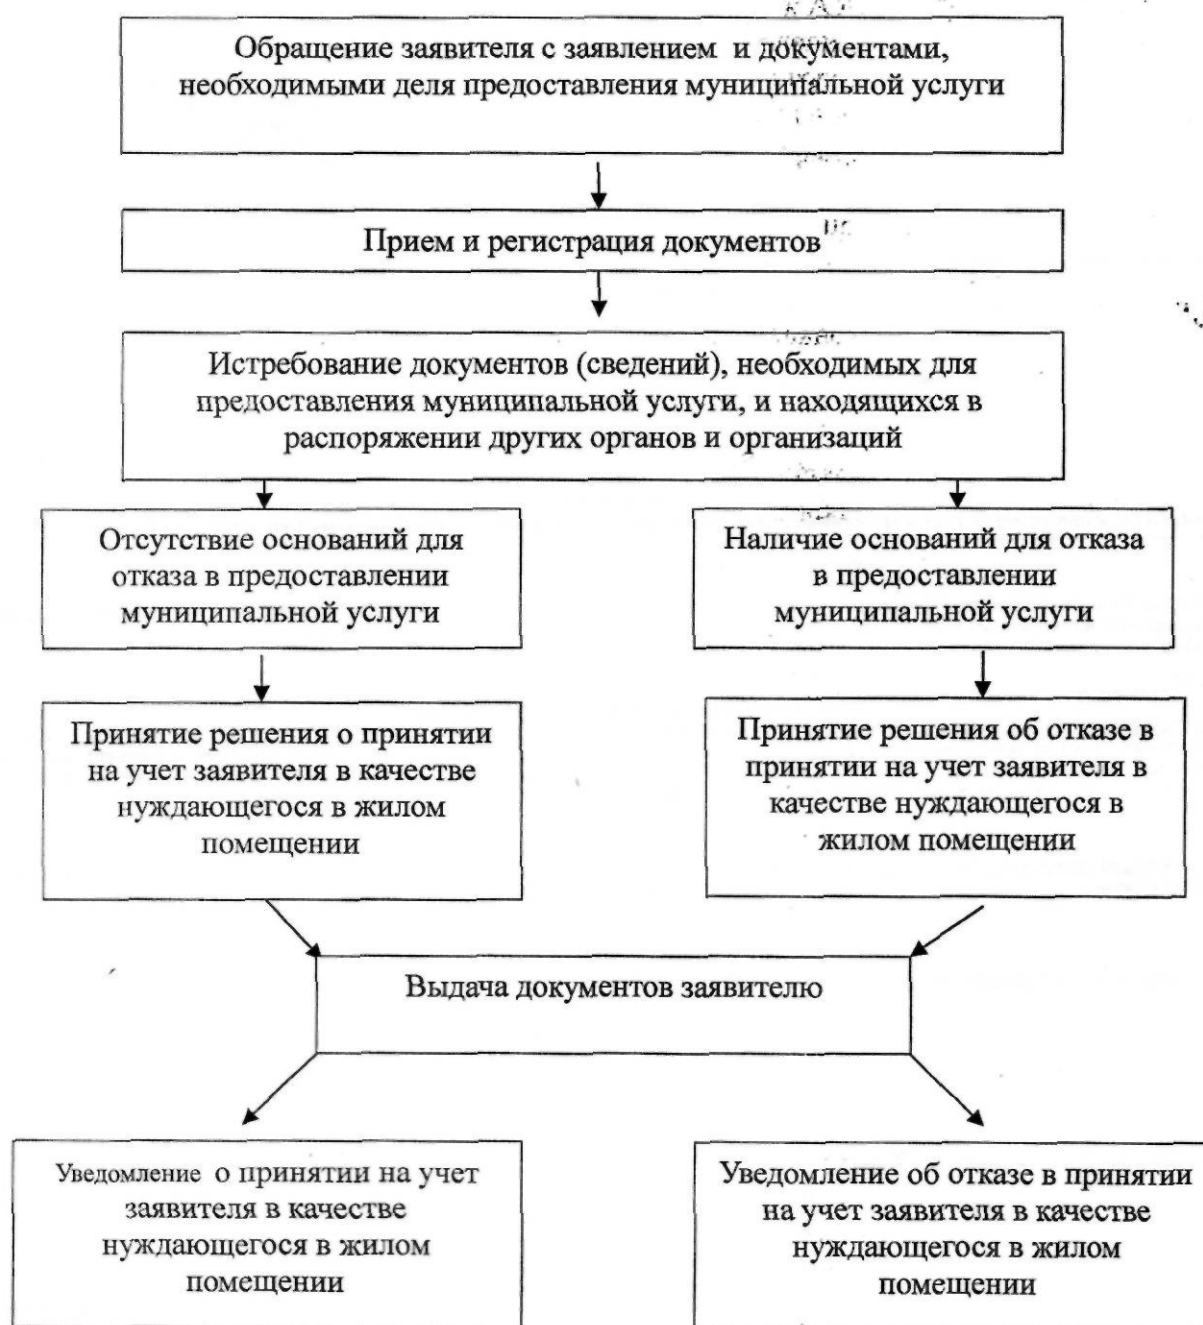 Обращение заявителя с заявлением и документами,
необходимыми деля предоставления муниципальной услуги
Прием и регистрация документов
Истребование документов (сведений), необходимых для
предоставления муниципальной услуги, и находящихся в
распоряжении других органов и организаций
Отсутствие оснований для
отказа в предоставлении
муниципальной услуги
Наличие оснований для отказа
в предоставлении
муниципальной услуги
Принятие решения о принятии
на учет заявителя в качестве
нуждающегося в жилом
помещении
Принятие решения об отказе в
принятии на учет заявителя в
качестве нуждающегося в
жилом помещении
Выдача документов заявителю
Уведомление о принятии на учет
заявителя в качестве
нуждающегося в жилом
помещении
Уведомление об отказе в принятии
на учет заявителя в качестве
нуждающегося в жилом
помещении